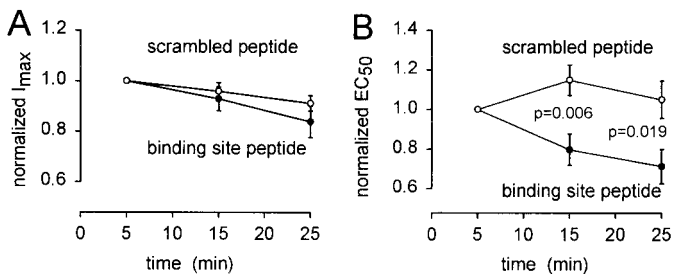 A
normalized Imax
1.2
1.0
0.8
0.6
scrambled peptide
binding site peptide
0 5 10 15 20 25
time (min)
B
normalized EC50
1.4
1.2
1.0
0.8
0.6
scrambled peptide
p=0.006
p=0.019
binding site peptide
0 5 10 15 20 25
time (min)